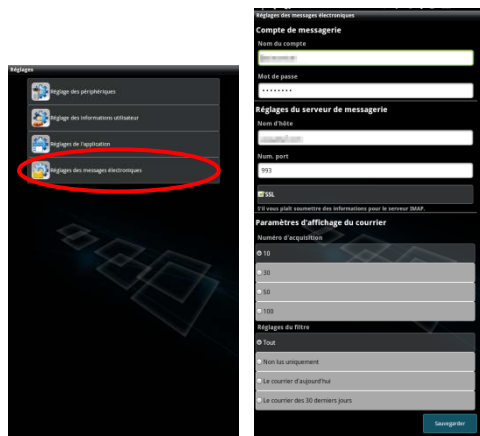 Réglages
Réglage des périphériques
Réglage des informations utilisateur
Réglages de l'application
Réglages des messages électroniques
Réglages des messages électroniques
Compte de messagerie
Nom du compte
Mot de passe
••••••••
Réglages du serveur de messagerie
Nom d'hôte
Num. port
993
SSL
S'il vous plaît soumettre des informations pour le serveur IMAP.
Paramètres d'affichage du courrier
Numéro d'acquisition
10
30
50
100
Réglages du filtre
Tout
Non lus uniquement
Le courrier d'aujourd'hui
Le courrier des 30 derniers jours
Sauvegarder